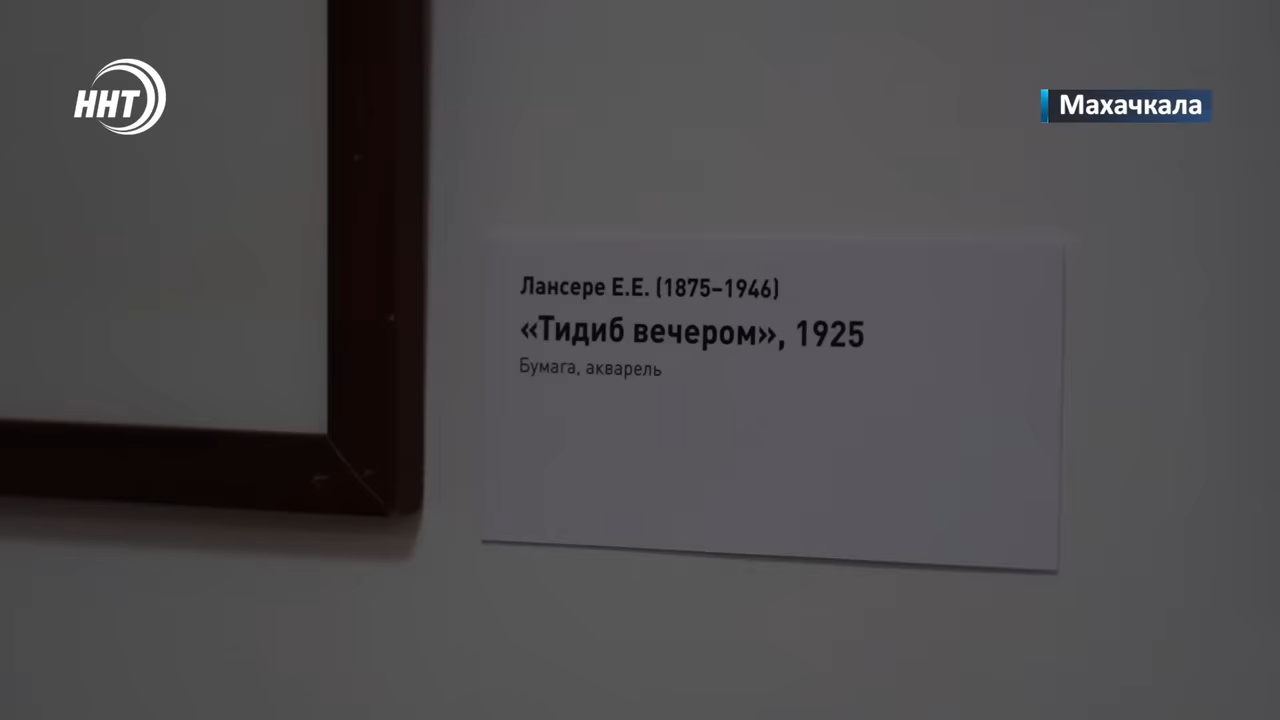 ННТ
Махачкала
Лансере Е.Е. (1875–1946)
«Тидиб вечером», 1925
Бумага, акварель